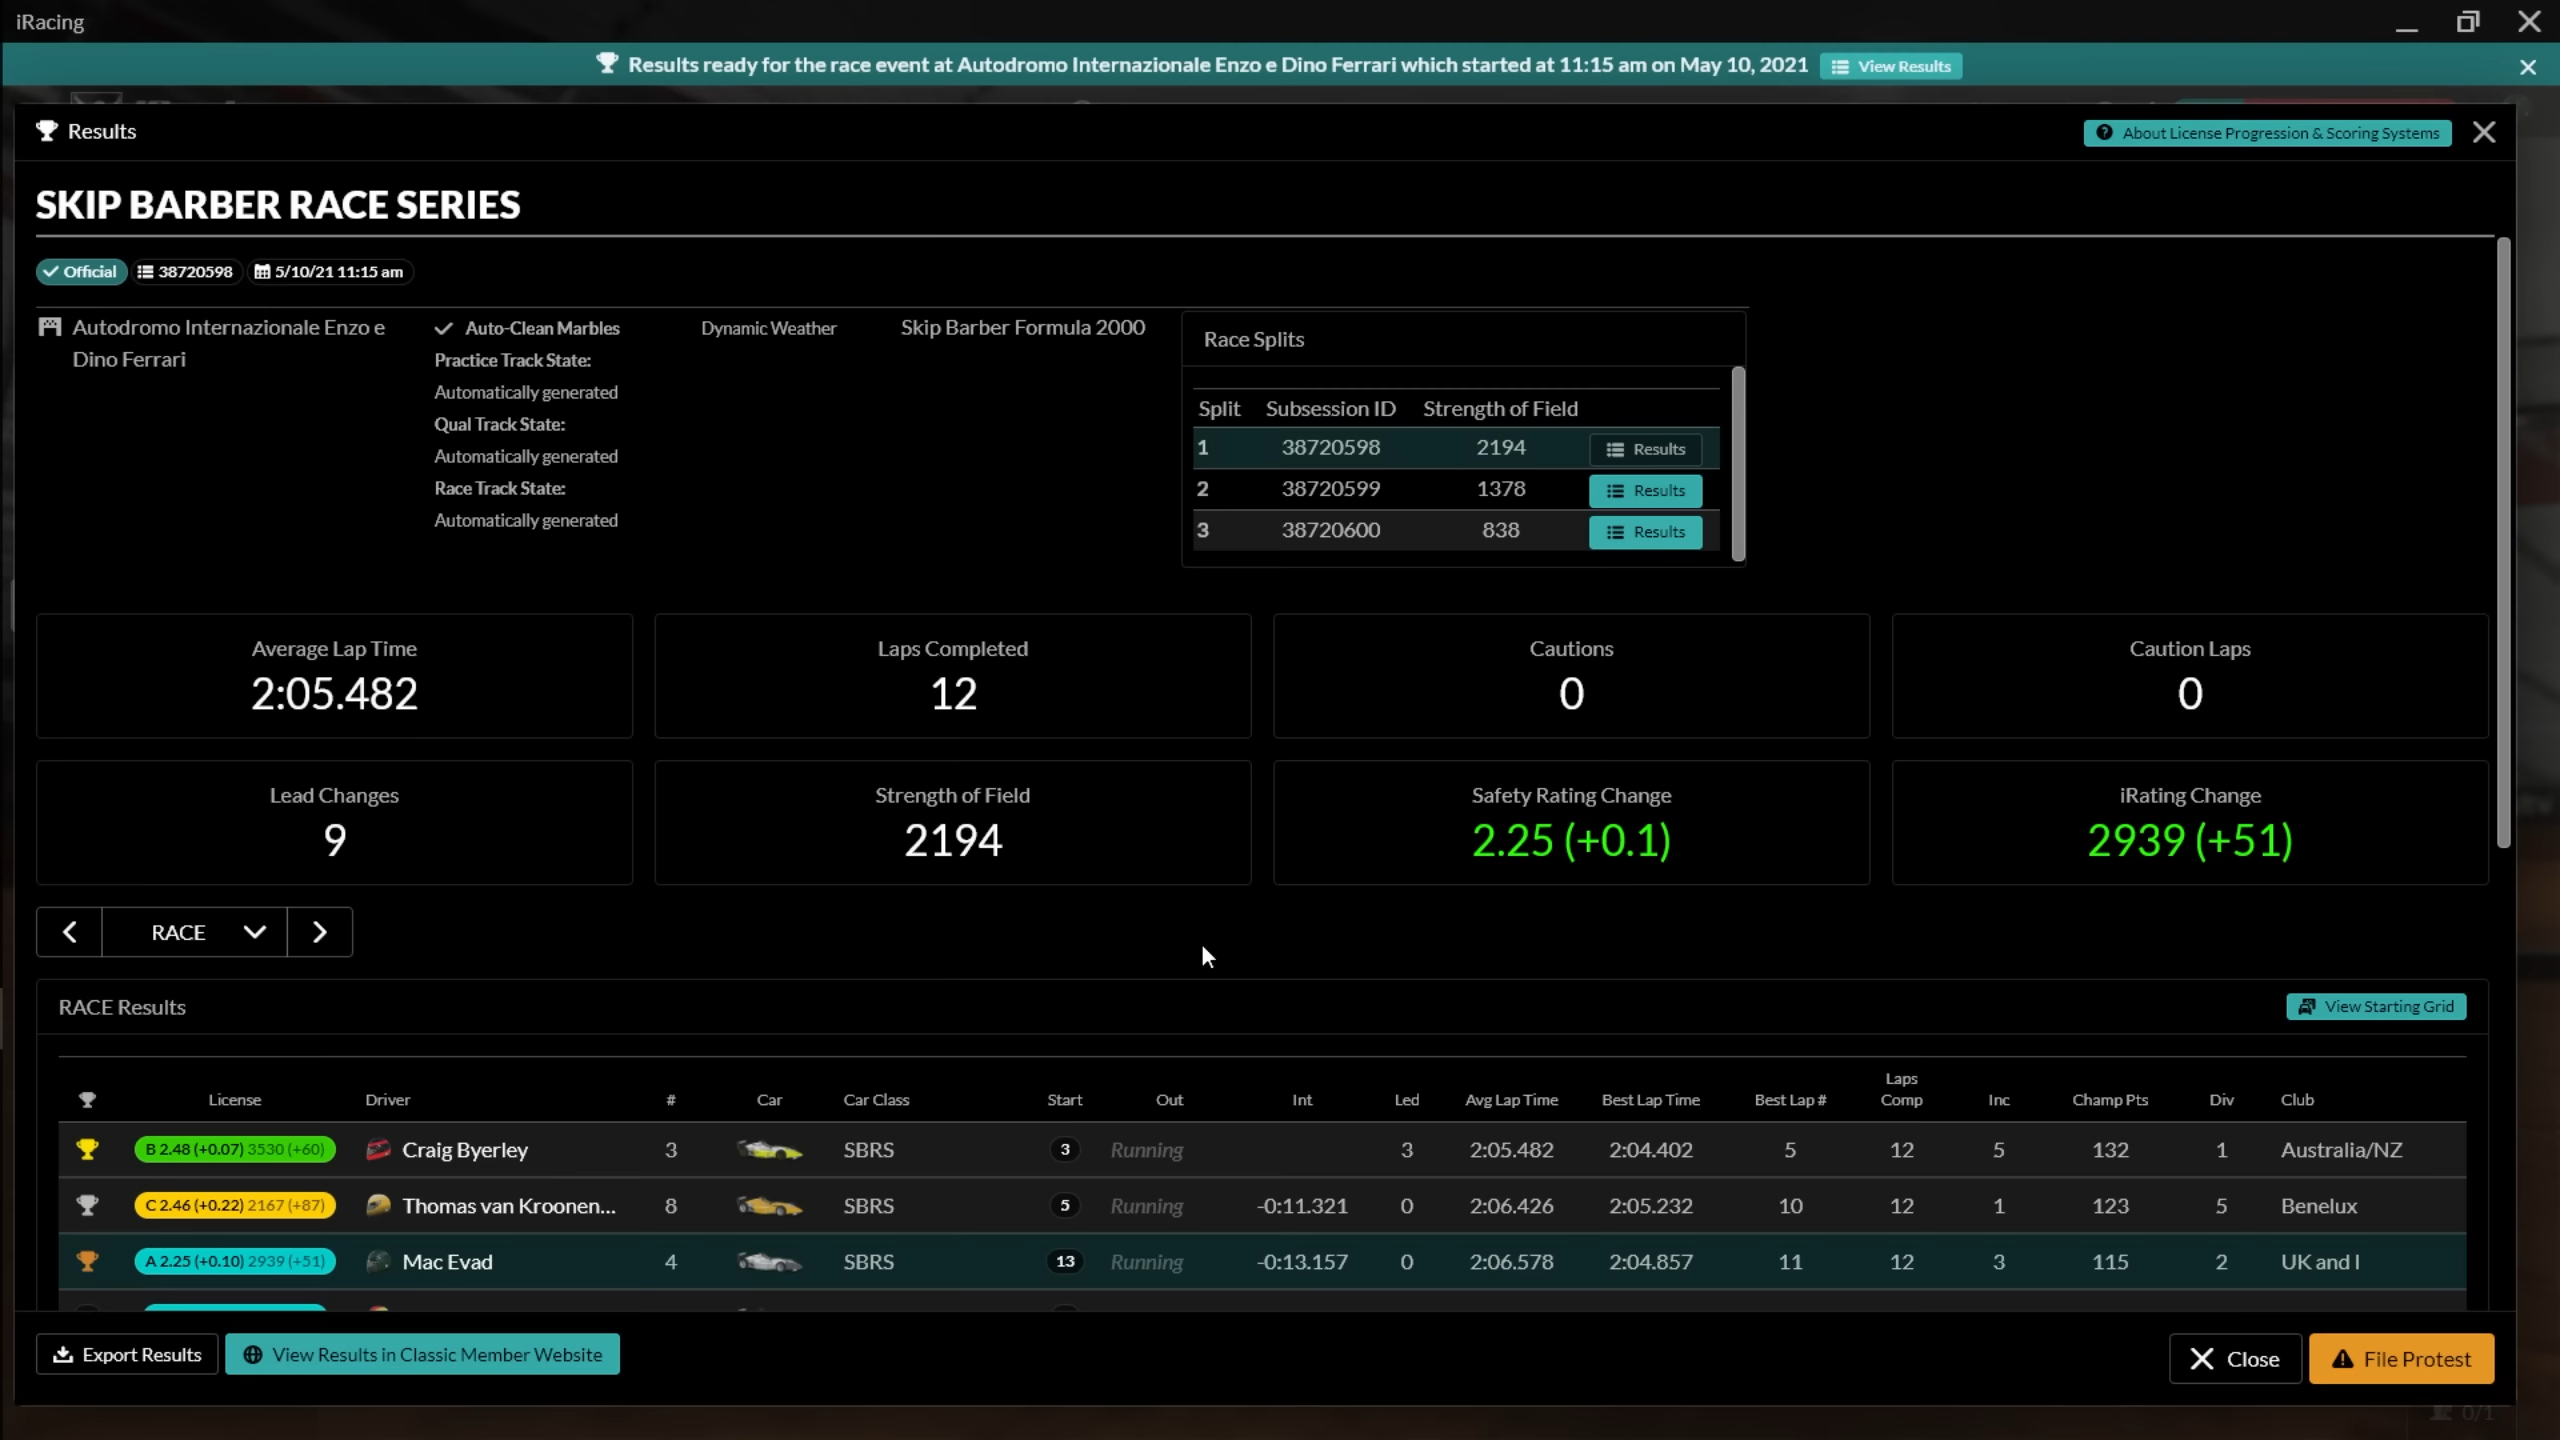 iRacing
Results ready for the race event at Autodromo Internazionale Enzo e Dino Ferrari which started at 11:15 am on May 10, 2021 View Results
Results
About License Progression & Scoring Systems
SKIP BARBER RACE SERIES
Official 38720598 5/10/21 11:15 am
Autodromo Internazionale Enzo e
Dino Ferrari
Auto-Clean Marbles
Practice Track State:
Automatically generated
Qual Track State:
Automatically generated
Race Track State:
Automatically generated
Dynamic Weather
Skip Barber Formula 2000
Race Splits
Split Subsession ID Strength of Field
1 38720598 2194 Results
2 38720599 1378 Results
3 38720600 838 Results
Average Lap Time
2:05.482
Laps Completed
12
Cautions
0
Caution Laps
0
Lead Changes
9
Strength of Field
2194
Safety Rating Change
2.25 (+0.1)
iRating Change
2939 (+51)
RACE
RACE Results
View Starting Grid
License Driver # Car Car Class Start Out Int Led Avg Lap Time Best Lap Time Best Lap # Laps Comp Inc Champ Pts Div Club
B 2.48 (+0.07) 3530 (+60) Craig Byerley 3 SBRS 3 Running 3 2:05.482 2:04.402 5 12 5 132 1 Australia/NZ
C 2.46 (+0.22) 2167 (+87) Thomas van Kroonen... 8 SBRS 5 Running -0:11.321 0 2:06.426 2:05.232 10 12 1 123 5 Benelux
A 2.25 (+0.10) 2939 (+51) Mac Evad 4 SBRS 13 Running -0:13.157 0 2:06.578 2:04.857 11 12 3 115 2 UK and I
Export Results
View Results in Classic Member Website
Close
File Protest
0/1